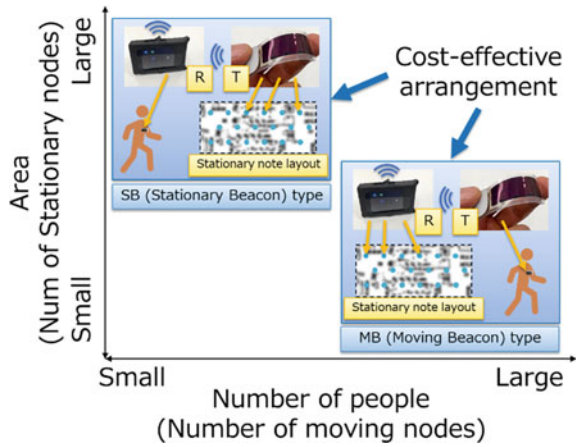 Area
(Num of Stationary nodes)
Large
Small
R
T
Stationary note layout
SB (Stationary Beacon) type
Cost-effective
arrangement
R
T
Stationary note layout
MB (Moving Beacon) type
Small
Large
Number of people
(Number of moving nodes)